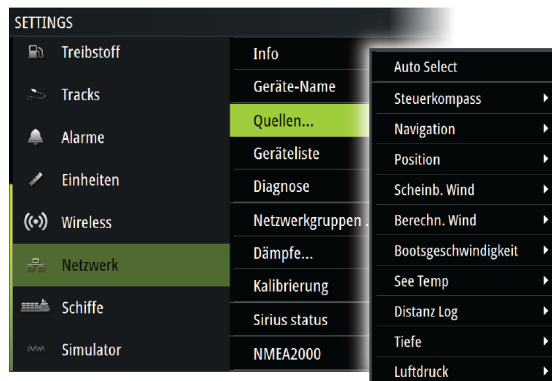 SETTINGS
Treibstoff
Tracks
Alarme
Einheiten
Wireless
Netzwerk
Schiffe
Simulator
Info
Geräte-Name
Quellen...
Geräteliste
Diagnose
Netzwerkgruppen .
Dämpfe...
Kalibrierung
Sirius status
NMEA2000
Auto Select
Steuerkompass
Navigation
Position
Scheinb. Wind
Berechn. Wind
Bootsgeschwindigkeit
See Temp
Distanz Log
Tiefe
Luftdruck